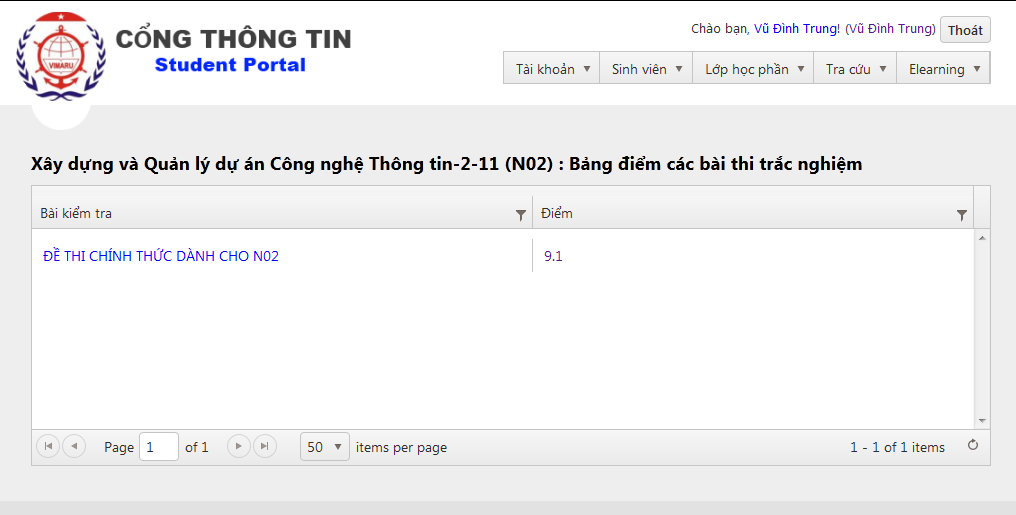 VIMARU
CỔNG THÔNG TIN
Student Portal
Chào bạn, Vũ Đình Trung! (Vũ Đình Trung) Thoát
Tài khoản Sinh viên Lớp học phần Tra cứu Elearning
Xây dựng và Quản lý dự án Công nghệ Thông tin-2-11 (N02) : Bảng điểm các bài thi trắc nghiệm
Bài kiểm tra Điểm
ĐỀ THI CHÍNH THỨC DÀNH CHO N02 9.1
Page 1 of 1 50 items per page 1 - 1 of 1 items